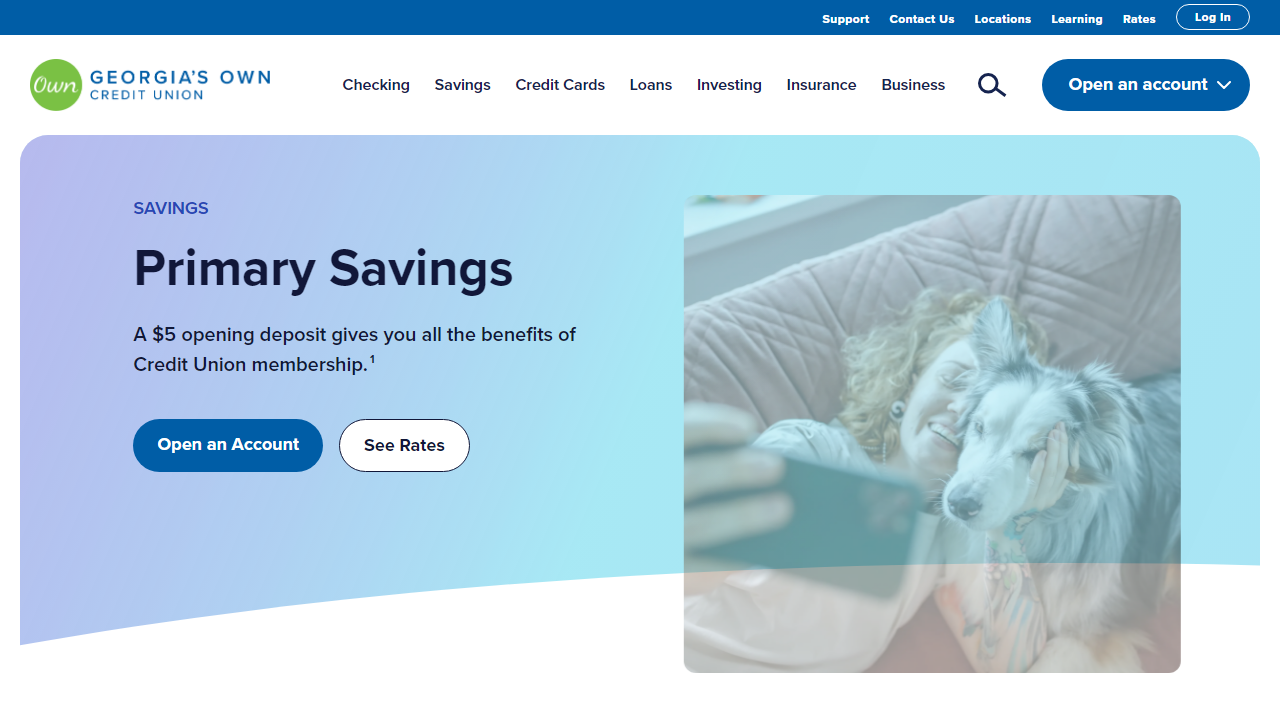 Support Contact Us Locations Learning Rates Log In
Own GEORGIA'S OWN
CREDIT UNION
Checking Savings Credit Cards Loans Investing Insurance Business Open an account
SAVINGS
Primary Savings
A $5 opening deposit gives you all the benefits of
Credit Union membership.¹
Open an Account See Rates